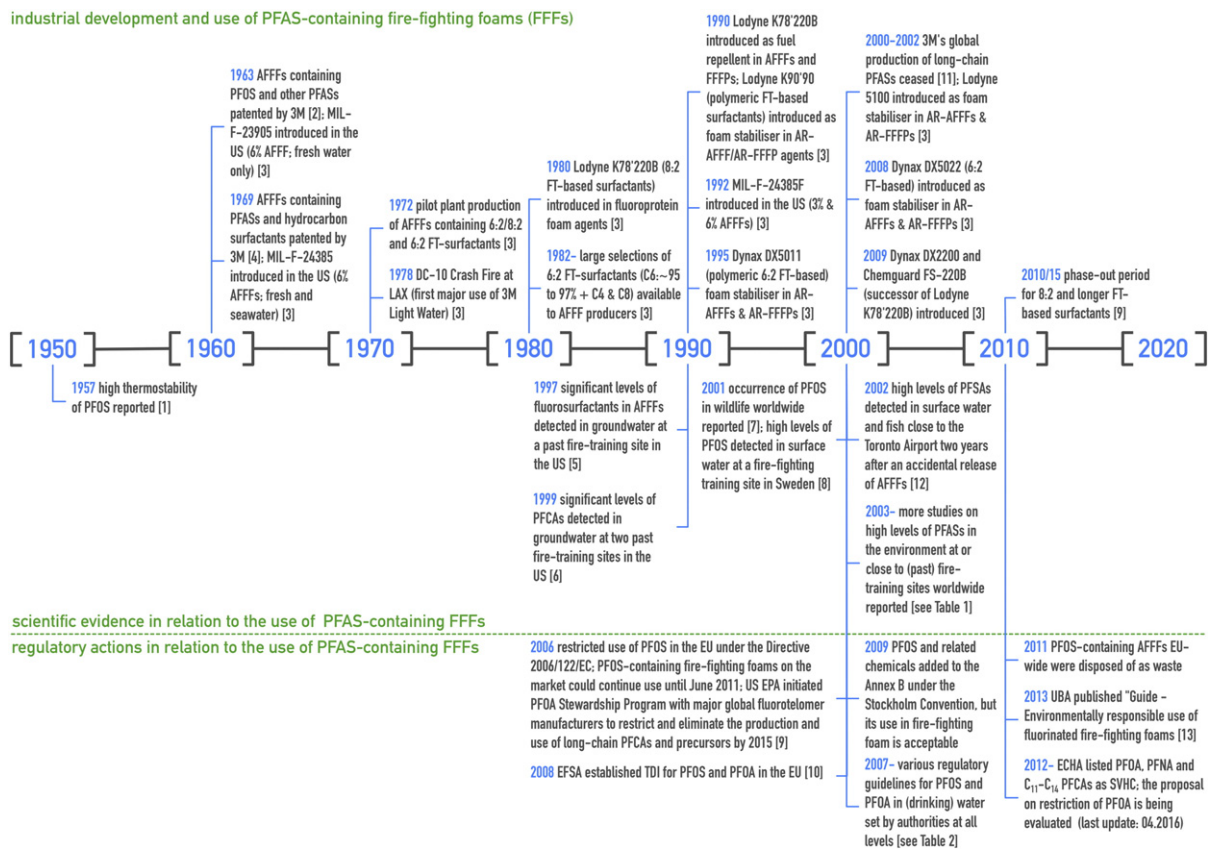 industrial development and use of PFAS-containing fire-fighting foams (FFFs)
1963 AFFFs containing
PFOS and other PFASs
patented by 3M [2]; MIL-
F-23905 introduced in the
US (6% AFFF; fresh water
only) [3]
1969 AFFFs containing
PFASs and hydrocarbon
surfactants patented by
3M [4]; MIL-F-24385
introduced in the US (6%
AFFFs; fresh and
seawater) [3]
1972 pilot plant production
of AFFFs containing 6:2/8:2
and 6:2 FT-surfactants [3]
1978 DC-10 Crash Fire at
LAX (first major use of 3M
Light Water) [3]
1980 Lodyne K78'220B (8:2
FT-based surfactants)
introduced in fluoroprotein
foam agents [3]
1982- large selections of
6:2 FT-surfactants (C6:~95
to 97% + C4 & C8) available
to AFFF producers [3]
1990 Lodyne K78'220B
introduced as fuel
repellent in AFFFs and
FFFPs; Lodyne K90'90
(polymeric FT-based
surfactants) introduced as
foam stabiliser in AR-
AFFF/AR-FFFP agents [3]
1992 MIL-F-24385F
introduced in the US (3% &
6% AFFFs) [3]
1995 Dynax DX5011
(polymeric 6:2 FT-based)
foam stabiliser in AR-
AFFFs & AR-FFFPs [3]
2000-2002 3M's global
production of long-chain
PFASs ceased [11]; Lodyne
5100 introduced as foam
stabiliser in AR-AFFFs &
AR-FFFPs [3]
2008 Dynax DX5022 (6:2
FT-based) introduced as
foam stabiliser in AR-
AFFFs & AR-FFFPs [3]
2009 Dynax DX2200 and
Chemguard FS-220B
(successor of Lodyne
K78'220B) introduced [3]
2010/15 phase-out period
for 8:2 and longer FT-
based surfactants [9]
1950 1960 1970 1980 1990 2000 2010 2020
1957 high thermostability
of PFOS reported [1]
1997 significant levels of
fluorosurfactants in AFFFs
detected in groundwater at
a past fire-training site in
the US [5]
1999 significant levels of
PFCAs detected in
groundwater at two past
fire-training sites in the
US [6]
2001 occurrence of PFOS
in wildlife worldwide
reported [7]; high levels of
PFOS detected in surface
water at a fire-fighting
training site in Sweden [8]
2002 high levels of PFSAs
detected in surface water
and fish close to the
Toronto Airport two years
after an accidental release
of AFFFs [12]
2003- more studies on
high levels of PFASs in
the environment at or
close to (past) fire-
training sites worldwide
reported [see Table 1]
scientific evidence in relation to the use of PFAS-containing FFFs
regulatory actions in relation to the use of PFAS-containing FFFs
2006 restricted use of PFOS in the EU under the Directive
2006/122/EC; PFOS-containing fire-fighting foams on the
market could continue use until June 2011; US EPA initiated
PFOA Stewardship Program with major global fluorotelomer
manufacturers to restrict and eliminate the production and
use of long-chain PFCAs and precursors by 2015 [9]
2008 EFSA established TDI for PFOS and PFOA in the EU [10]
2009 PFOS and related
chemicals added to the
Annex B under the
Stockholm Convention, but
its use in fire-fighting
foam is acceptable
2007- various regulatory
guidelines for PFOS and
PFOA in (drinking) water
set by authorities at all
levels [see Table 2]
2011 PFOS-containing AFFFs EU-
wide were disposed of as waste
2013 UBA published "Guide -
Environmentally responsible use of
fluorinated fire-fighting foams [13]
2012- ECHA listed PFOA, PFNA and
C₁₁-C₁₄ PFCAs as SVHC; the proposal
on restriction of PFOA is being
evaluated (last update: 04.2016)